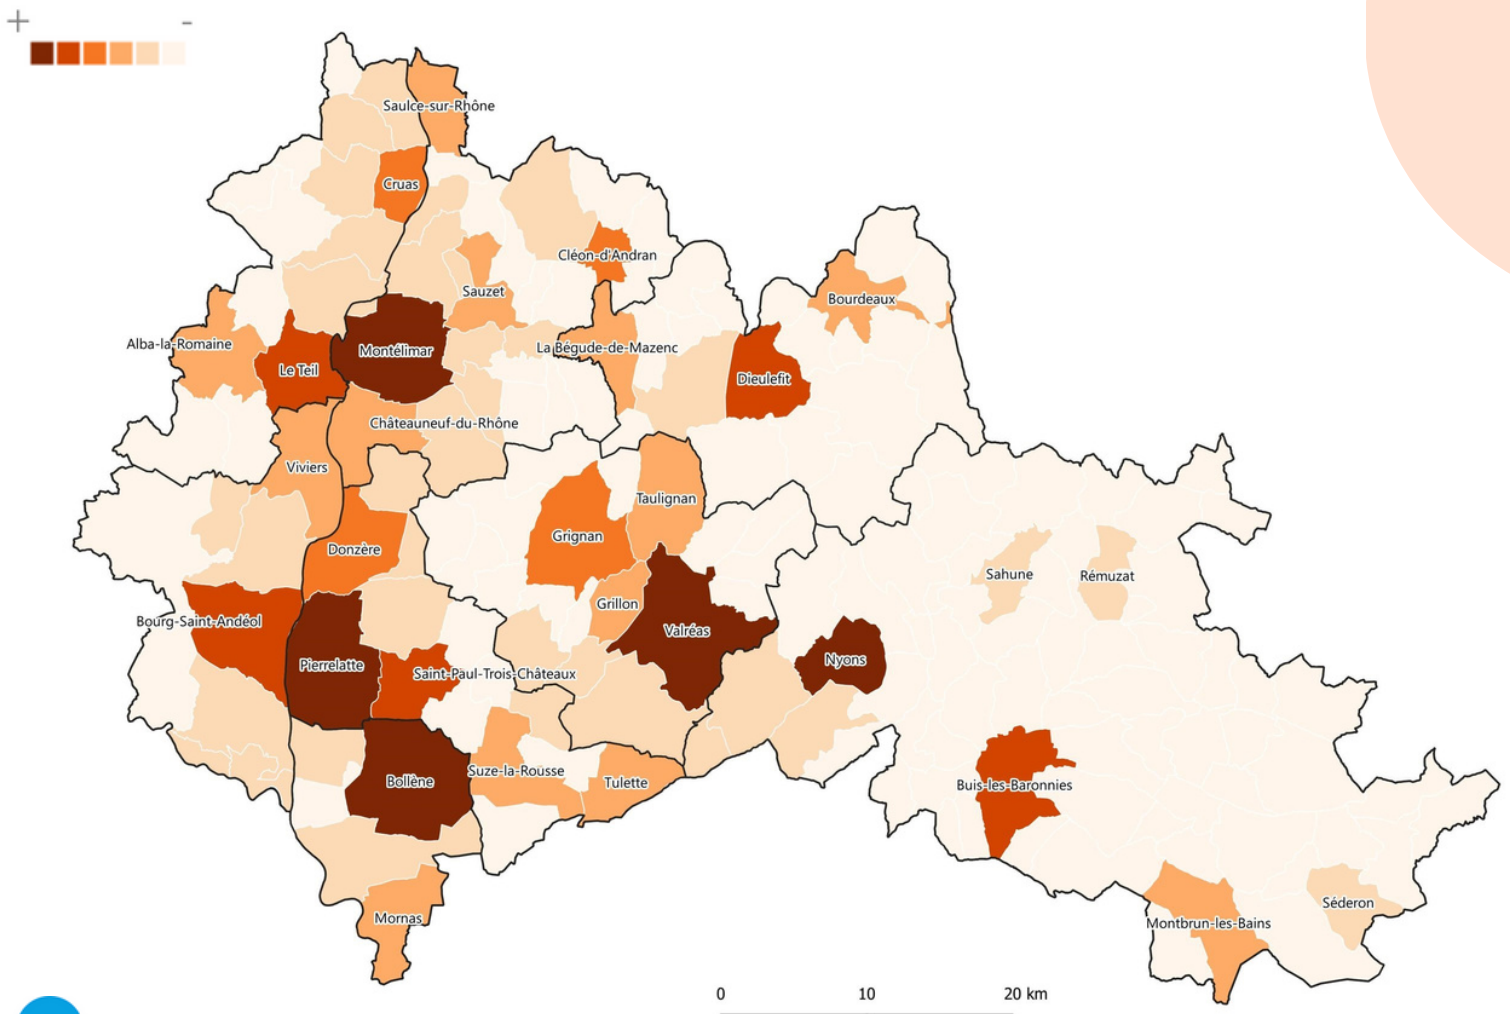 + -
Saulce-sur-Rhône
Cruas
Cléon-d'Andran
Sauzet
Bourdeaux
Alba-la-Romaine
Montélimar
La Bégude-de-Mazenc
Le Teil
Dieulefit
Châteauneuf-du-Rhône
Viviers
Taulignan
Grignan
Donzère
Sahune
Rémuzat
Grillon
Bourg-Saint-Andéol
Valréas
Pierrelatte
Nyons
Saint-Paul-Trois-Châteaux
Suze-la-Rousse
Bollène
Tulette
Buis-les-Baronnies
Séderon
Mornas
Montbrun-les-Bains
0 10 20 km